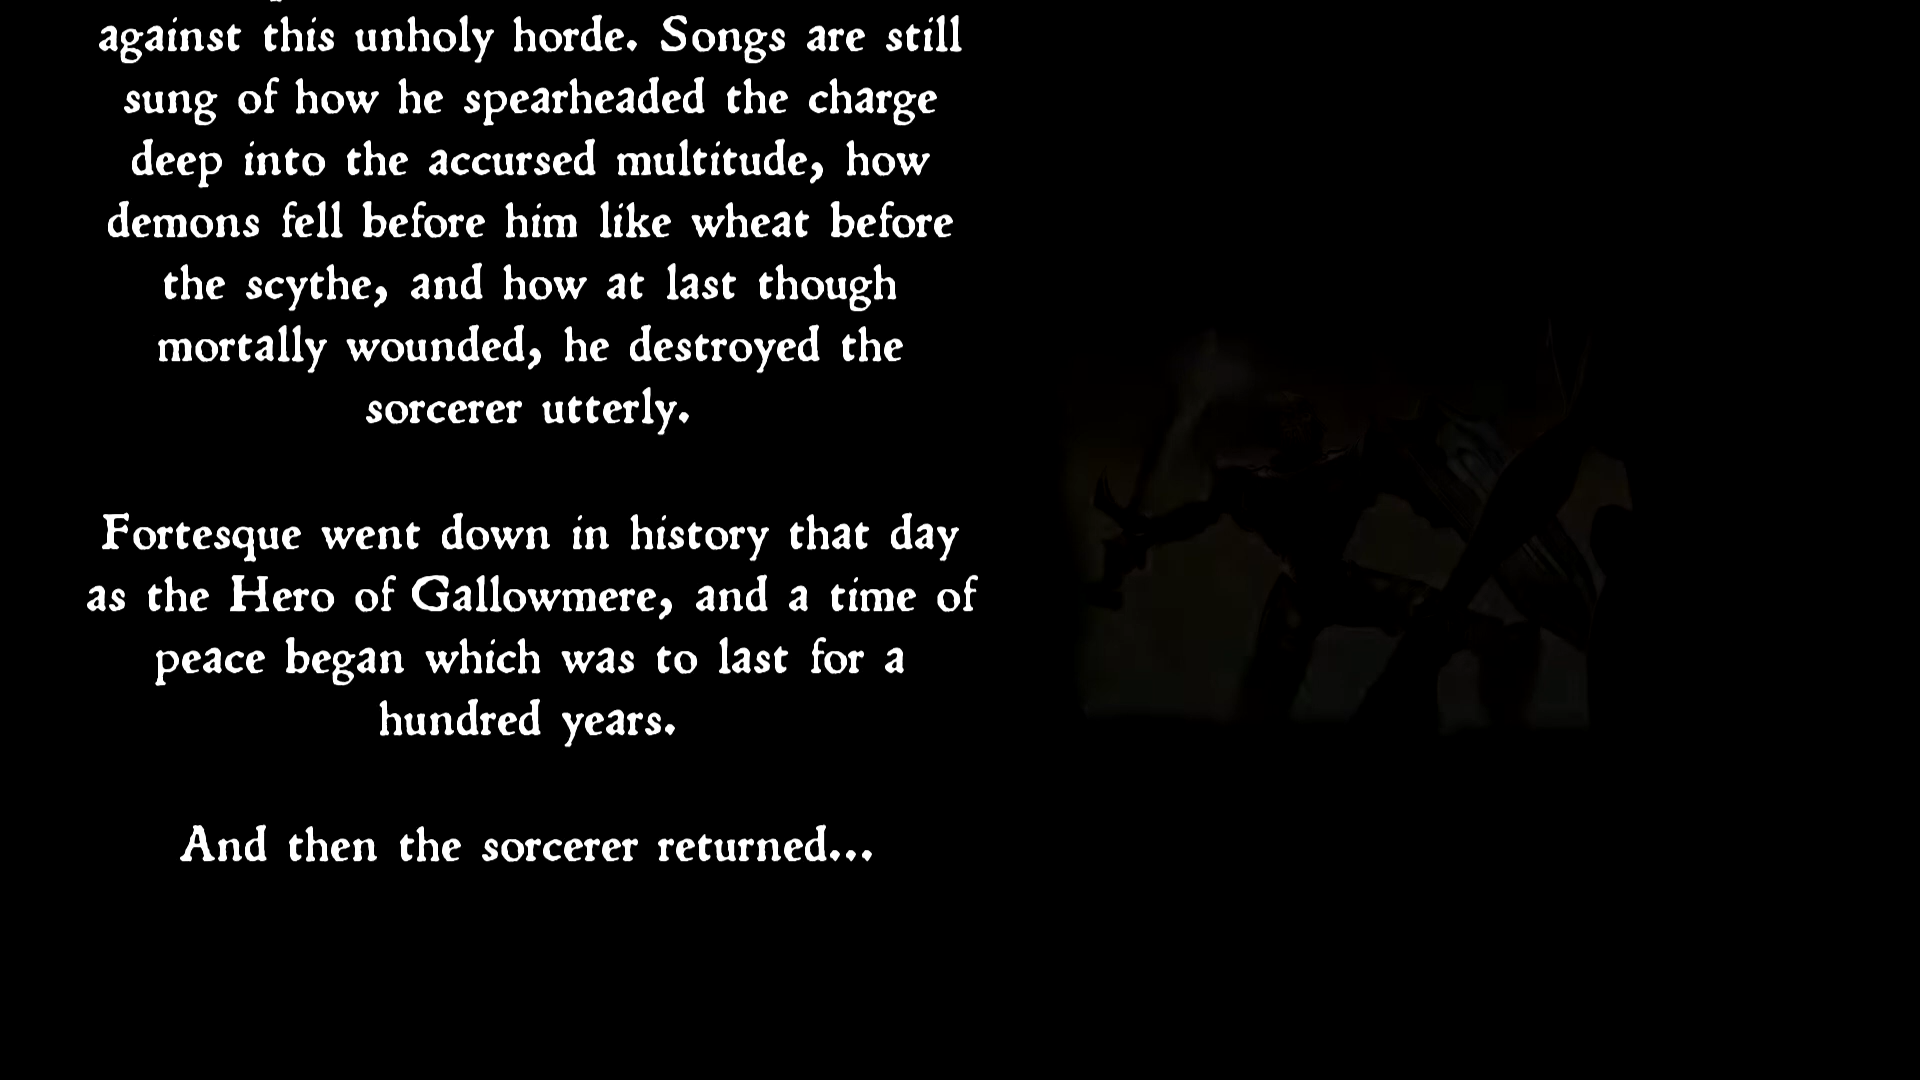 against this unholy horde. Songs are still
sung of how he spearheaded the charge
deep into the accursed multitude, how
demons fell before him like wheat before
the scythe, and how at last though
mortally wounded, he destroyed the
sorcerer utterly.
Fortesque went down in history that day
as the Hero of Gallowmere, and a time of
peace began which was to last for a
hundred years.
And then the sorcerer returned...